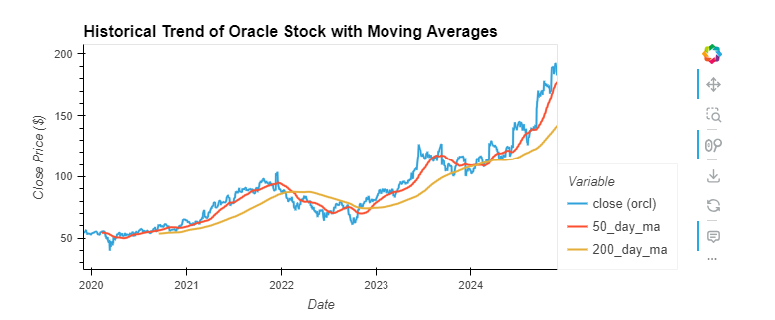 Historical Trend of Oracle Stock with Moving Averages
Close Price ($)
200
150
100
50
2020
2021
2022
2023
2024
Date
Variable
close (orcl)
50_day_ma
200_day_ma